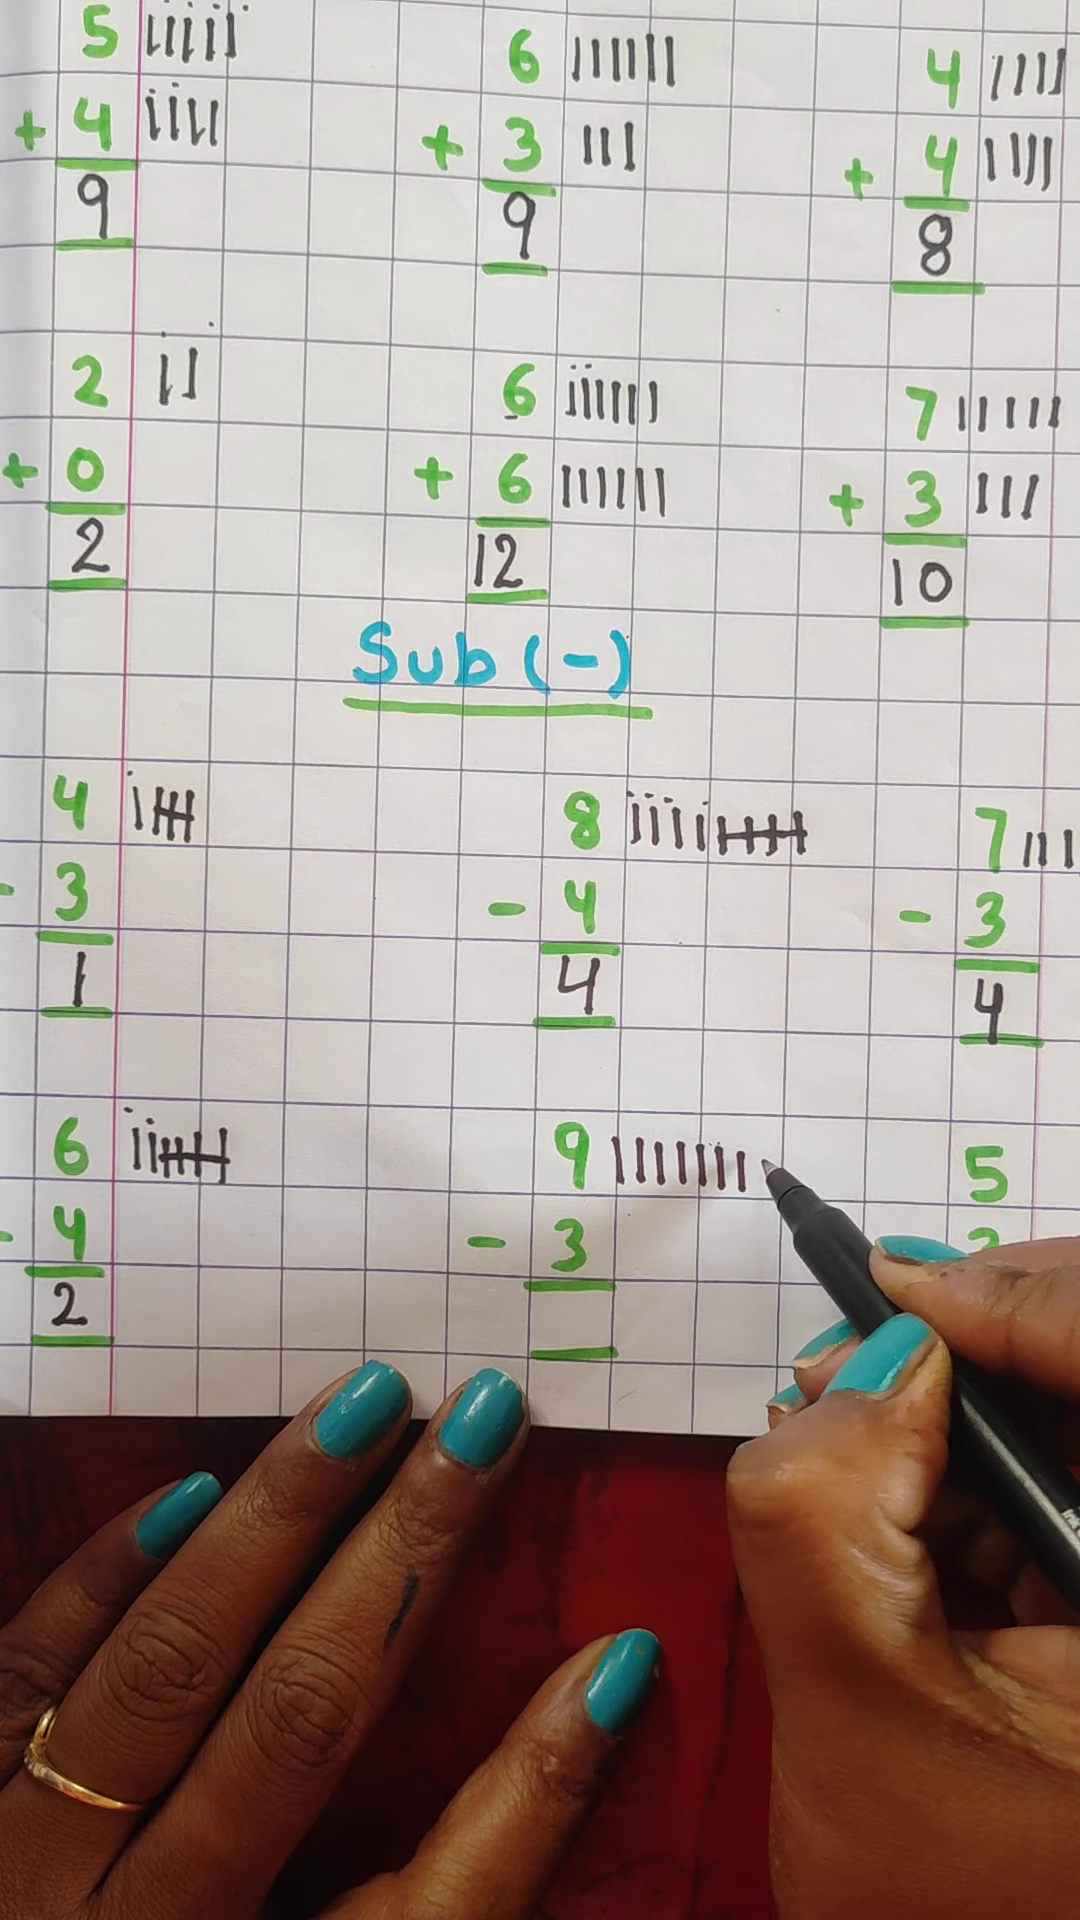 5 6 4
+ 4 + 3 + 4
9 9 8
2 6 7
+ 0 + 6 + 3
2 12 10
Sub (-)
4 8 7
- 3 - 4 - 3
1 4 4
6 9 5
- 4 - 3
2